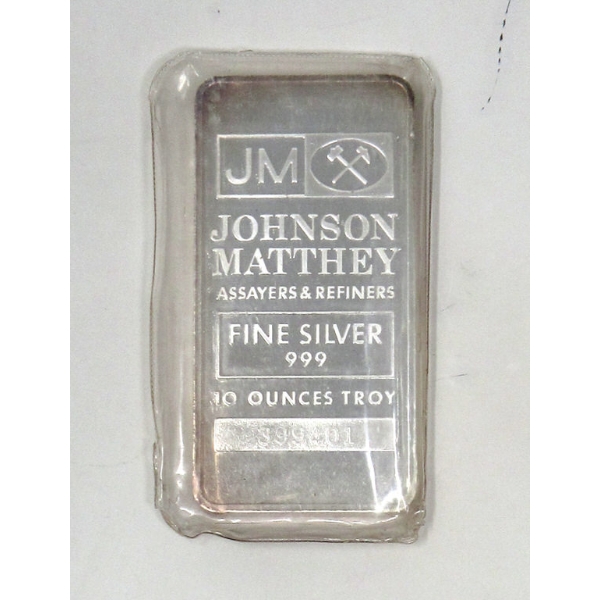 JM
JOHNSON
MATTHEY
ASSAYERS & REFINERS
FINE SILVER
999
10 OUNCES TROY